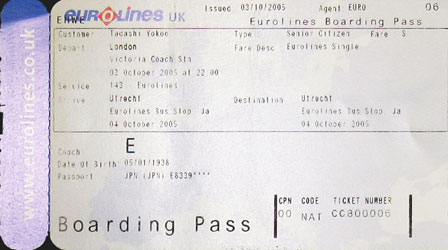 Issued 03/10/2005 Agent EURO 06
EHWE
eurolines UK
Eurolines Boarding Pass
Customer Tadashi Yokoo Type Senior Citizen Fare S
Depart London Fare Desc Eurolines Single
Victoria Coach Stn
03 October 2005 at 22.00
Service 143 - Eurolines
Arrive Utrecht Destination Utrecht
Eurolines Bus Stop, Ja Eurolines Bus Stop, Ja
04 October 2005 04 October 2005
Coach E
Date Of Birth 05/01/1938
Passport JPN (JPN) E8339****
CPN CODE TICKET NUMBER
00 NAT CC800006
Boarding Pass
www.eurolines.co.uk